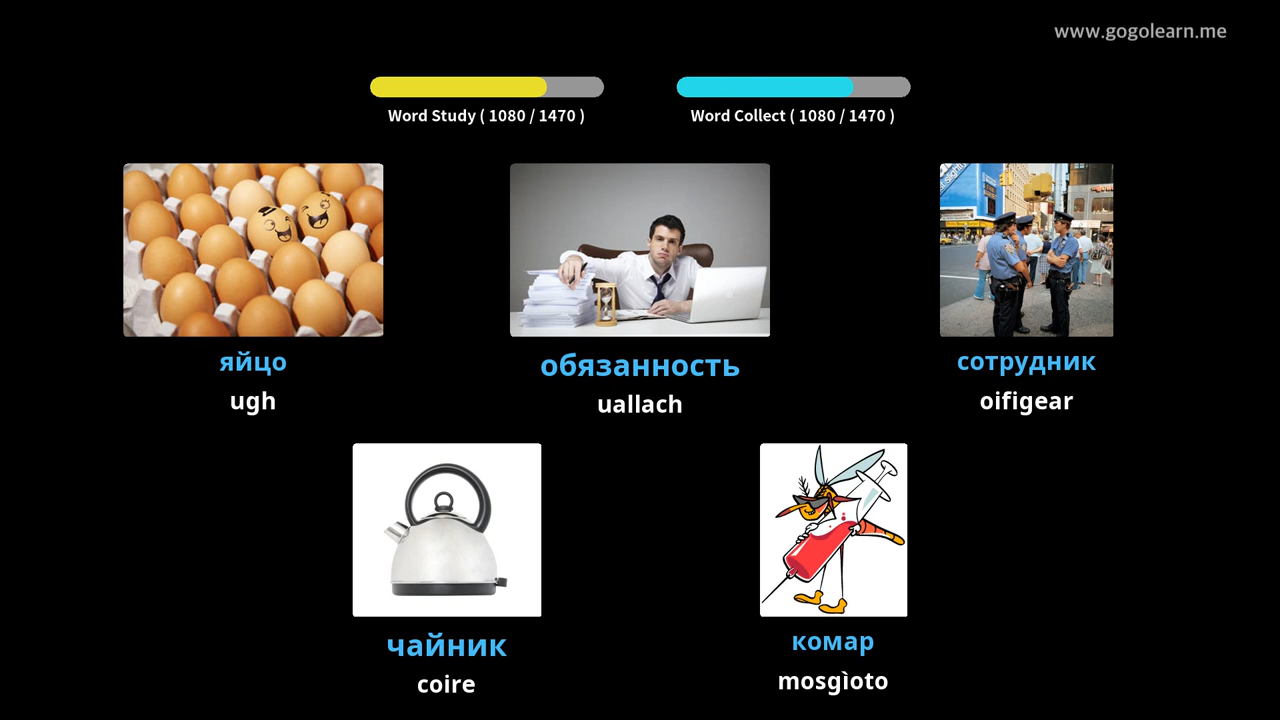 www.gogolearn.me
Word Study ( 1080 / 1470 )
Word Collect ( 1080 / 1470 )
яйцо
ugh
обязанность
uallach
сотрудник
oifigear
чайник
coire
комар
mosgìoto